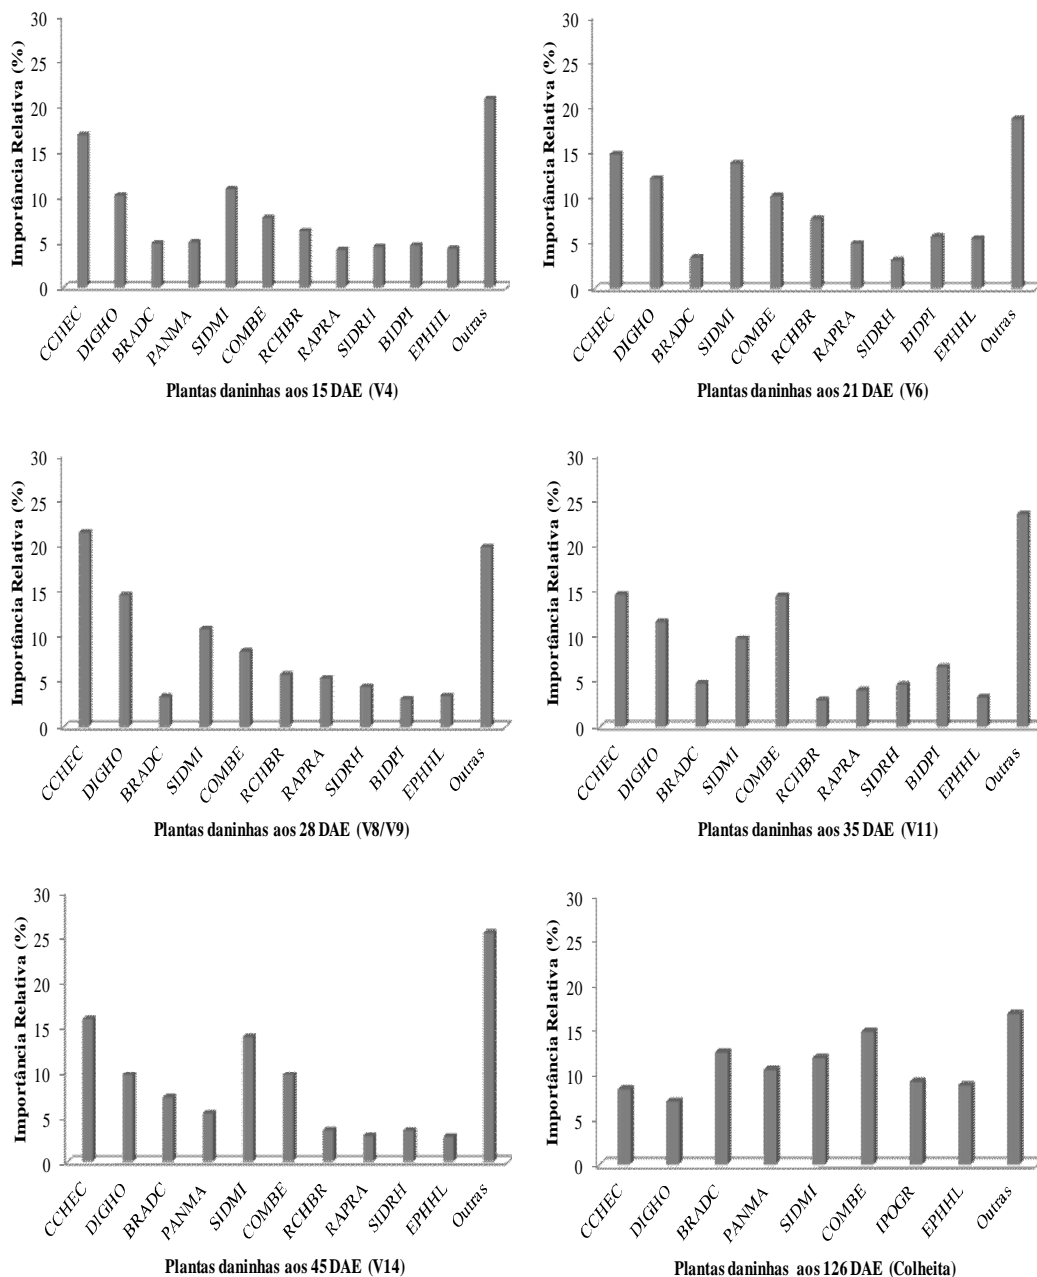 Importância Relativa (%)
30
25
20
15
10
5
0
CCHEC DIGHO BRADC PANMA SIDMI COMBE RCHBR RAPRA SIDRH BIDPI EPHHL Outras
Plantas daninhas aos 15 DAE (V4)
Importância Relativa (%)
30
25
20
15
10
5
0
CCHEC DIGHO BRADC SIDMI COMBE RCHBR RAPRA SIDRH BIDPI EPHHL Outras
Plantas daninhas aos 21 DAE (V6)
Importância Relativa (%)
30
25
20
15
10
5
0
CCHEC DIGHO BRADC SIDMI COMBE RCHBR RAPRA SIDRH BIDPI EPHHL Outras
Plantas daninhas aos 28 DAE (V8/V9)
Importância Relativa (%)
30
25
20
15
10
5
0
CCHEC DIGHO BRADC SIDMI COMBE RCHBR RAPRA SIDRH BIDPI EPHHL Outras
Plantas daninhas aos 35 DAE (V11)
Importância Relativa (%)
30
25
20
15
10
5
0
CCHEC DIGHO BRADC PANMA SIDMI COMBE RCHBR RAPRA SIDRH EPHHL Outras
Plantas daninhas aos 45 DAE (V14)
Importância Relativa (%)
30
25
20
15
10
5
0
CCHEC DIGHO BRADC PANMA SIDMI COMBE IPOGR EPHHL Outras
Plantas daninhas aos 126 DAE (Colheita)